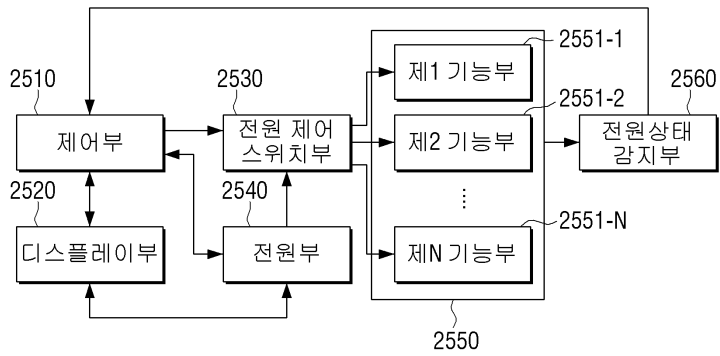 2551-1
2510
2530
제1 기능부
2551-2
2560
제어부
전원 제어
스위치부
제2 기능부
전원상태
감지부
2520
2540
2551-N
디스플레이부
전원부
제N 기능부
2550